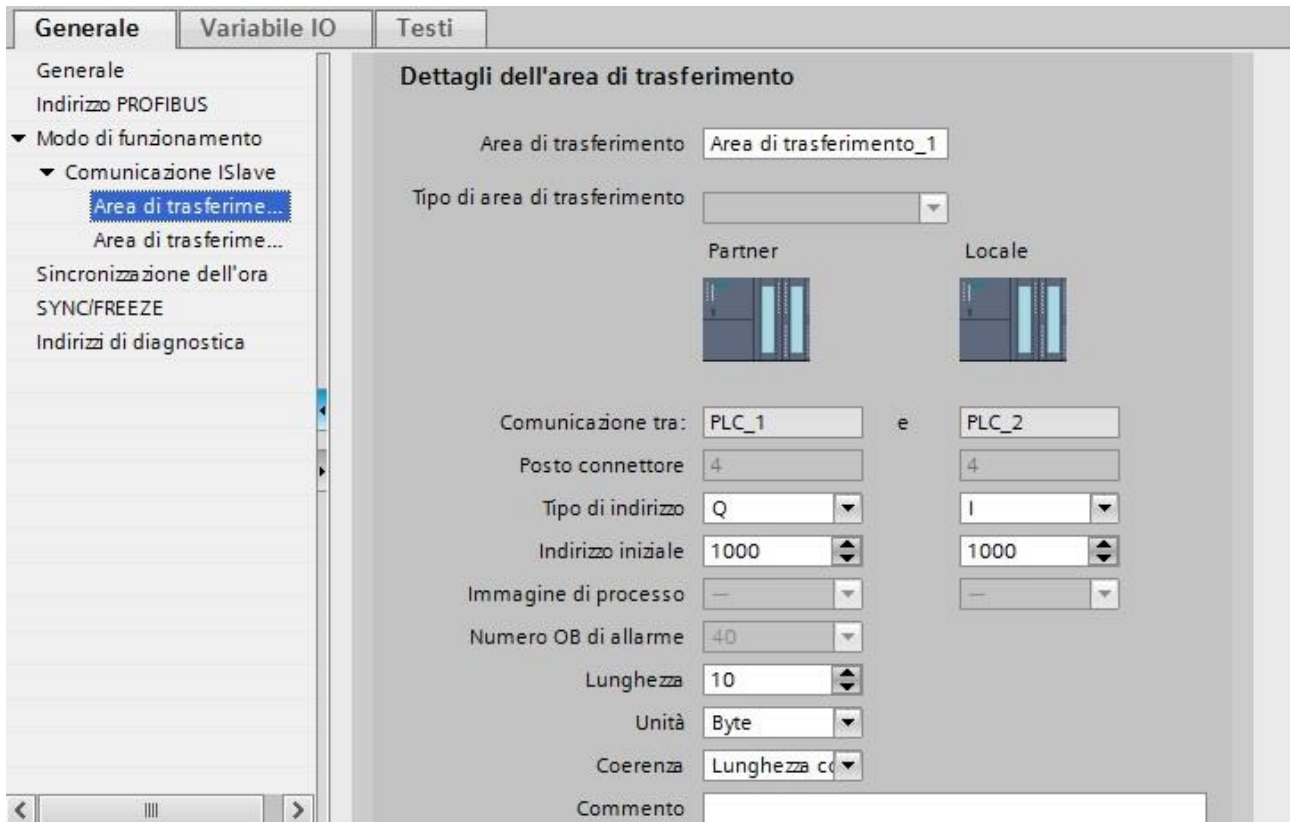 Generale Variabile IO Testi
Generale
Indirizzo PROFIBUS
Modo di funzionamento
Comunicazione ISlave
Area di trasferime...
Area di trasferime...
Sincronizzazione dell'ora
SYNC/FREEZE
Indirizzi di diagnostica
Dettagli dell'area di trasferimento
Area di trasferimento Area di trasferimento_1
Tipo di area di trasferimento
Partner Locale
Comunicazione tra: PLC_1 e PLC_2
Posto connettore 4 4
Tipo di indirizzo Q I
Indirizzo iniziale 1000 1000
Immagine di processo — —
Numero OB di allarme 40
Lunghezza 10
Unità Byte
Coerenza Lunghezza co
Commento